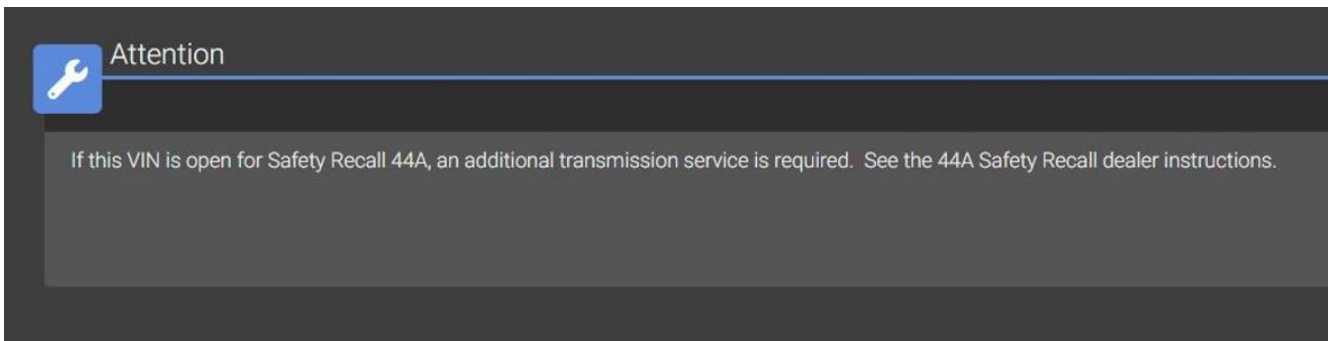 Attention
If this VIN is open for Safety Recall 44A, an additional transmission service is required.  See the 44A Safety Recall dealer instructions.